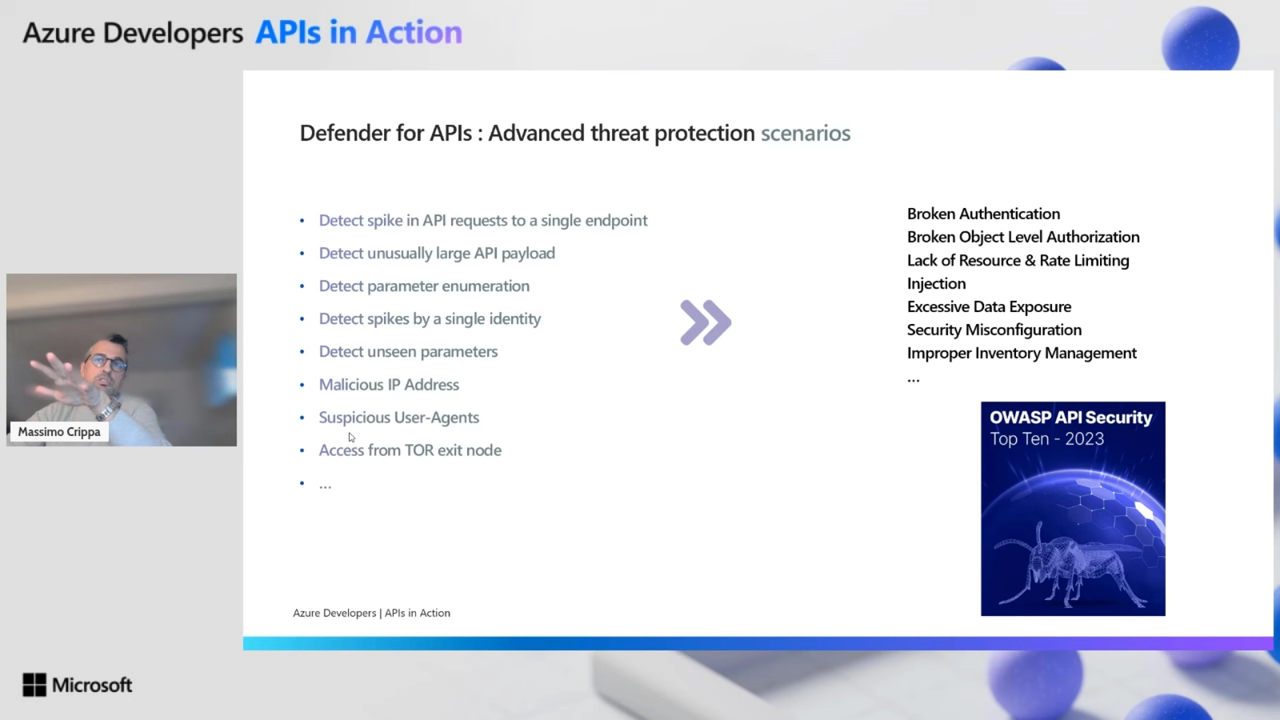 Azure Developers APIs in Action
Defender for APIs : Advanced threat protection scenarios
• Detect spike in API requests to a single endpoint
• Detect unusually large API payload
• Detect parameter enumeration
• Detect spikes by a single identity
• Detect unseen parameters
• Malicious IP Address
• Suspicious User-Agents
• Access from TOR exit node
• ...
Broken Authentication
Broken Object Level Authorization
Lack of Resource & Rate Limiting
Injection
Excessive Data Exposure
Security Misconfiguration
Improper Inventory Management
...
OWASP API Security
Top Ten - 2023
Massimo Crippa
Azure Developers | APIs in Action
Microsoft